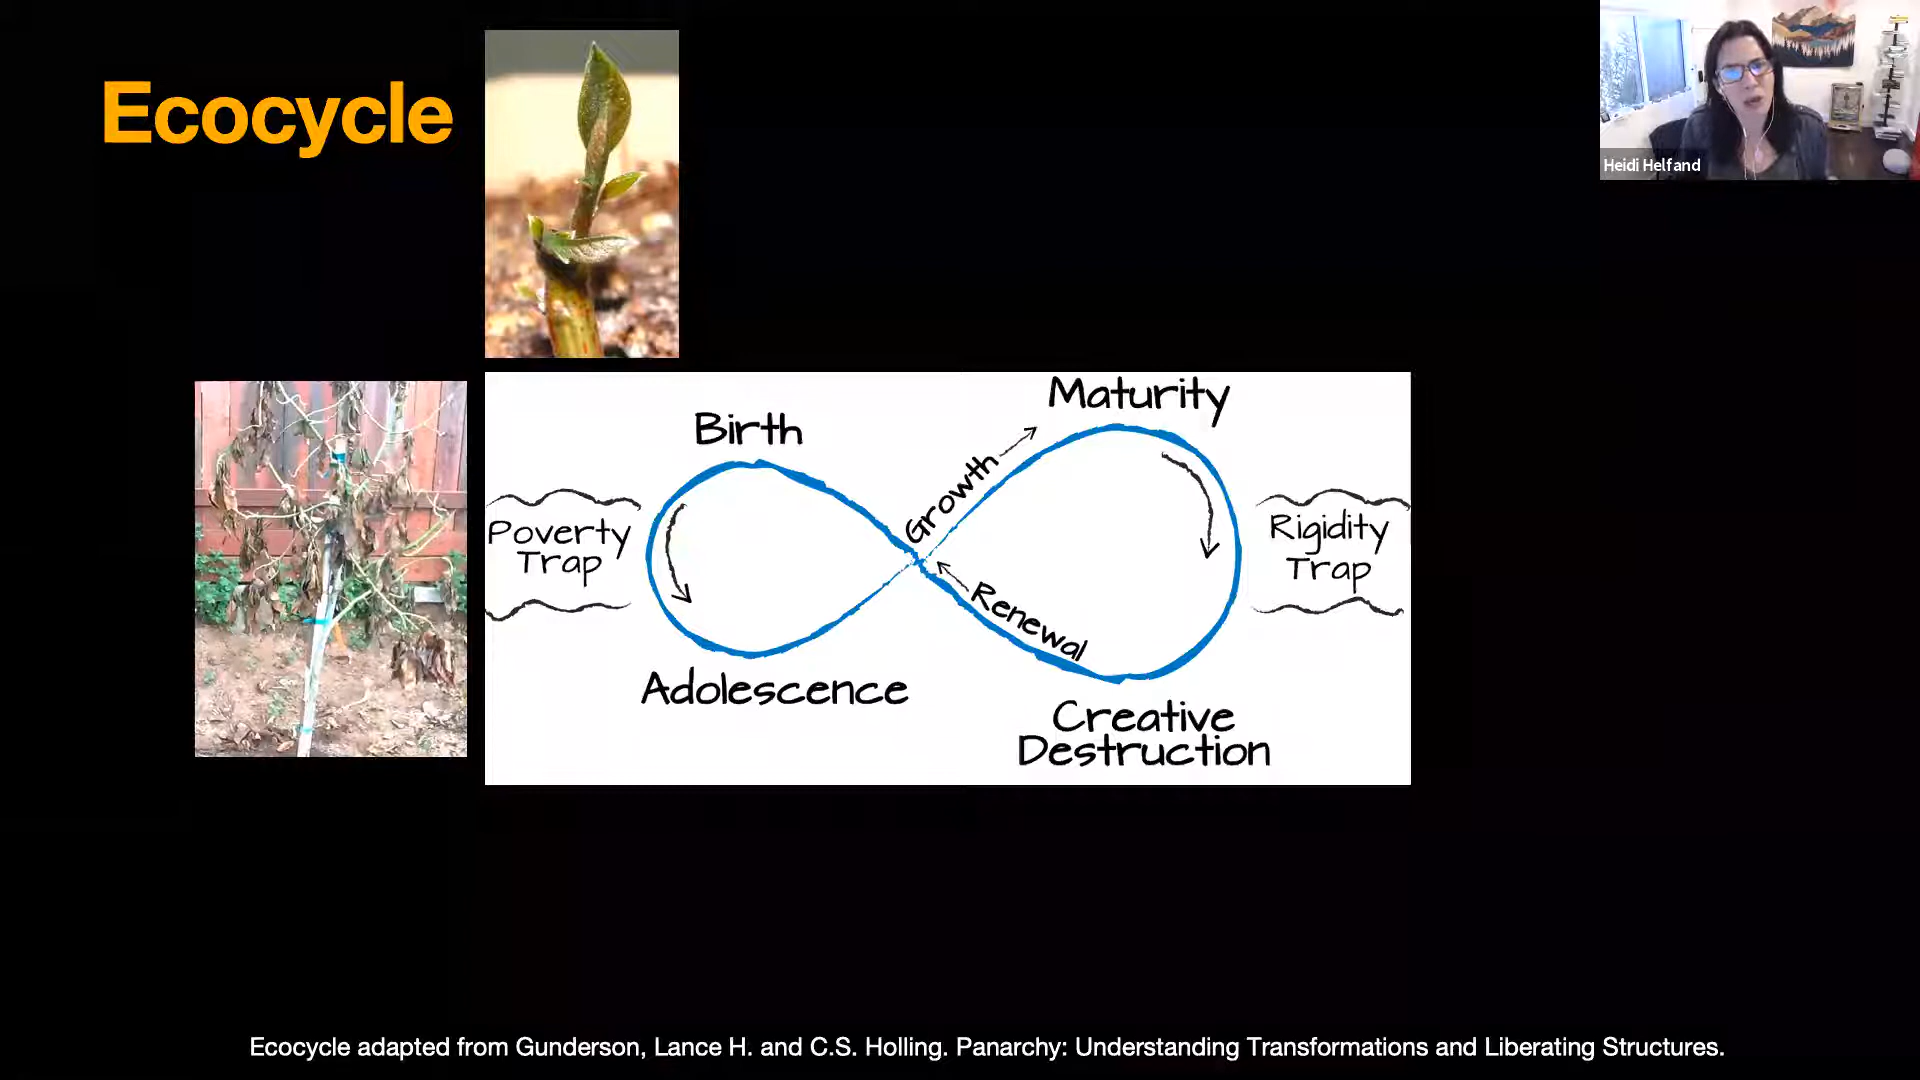 Ecocycle
Heidi Helfand
Maturity
Birth
Growth
Poverty
Trap
Rigidity
Trap
Renewal
Adolescence
Creative
Destruction
Ecocycle adapted from Gunderson, Lance H. and C.S. Holling. Panarchy: Understanding Transformations and Liberating Structures.